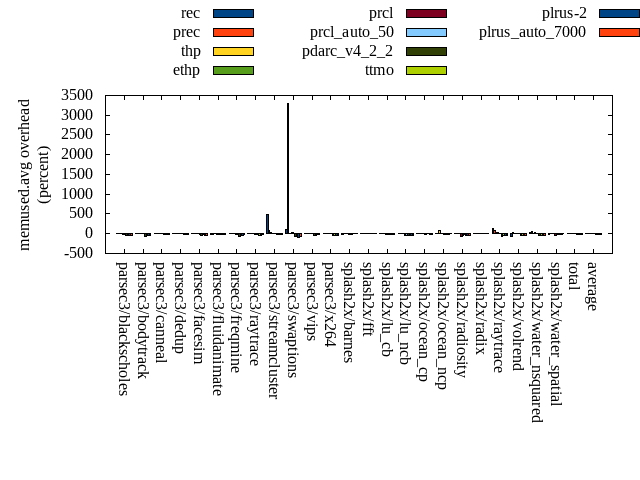 rec
prec
thp
ethp
prcl
prcl_auto_50
pdarc_v4_2_2
ttmo
plrus-2
plrus_auto_7000
memused.avg overhead
(percent)
3500
3000
2500
2000
1500
1000
500
0
-500
parsec3/blackscholes
parsec3/bodytrack
parsec3/canneal
parsec3/dedup
parsec3/facesim
parsec3/fluidanimate
parsec3/freqmine
parsec3/raytrace
parsec3/streamcluster
parsec3/swaptions
parsec3/vips
parsec3/x264
splash2x/barnes
splash2x/fft
splash2x/lu_cb
splash2x/lu_ncb
splash2x/ocean_cp
splash2x/ocean_ncp
splash2x/radiosity
splash2x/radix
splash2x/raytrace
splash2x/volrend
splash2x/water_nsquared
splash2x/water_spatial
total
average